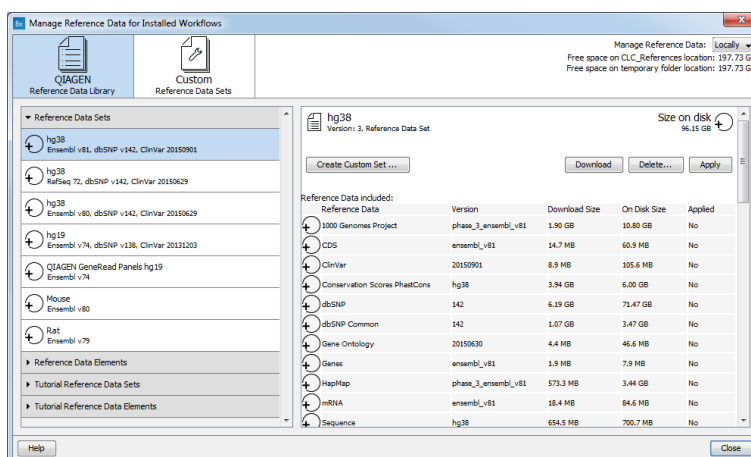 Bx Manage Reference Data for Installed Workflows
QIAGEN
Reference Data Library
Custom
Reference Data Sets
Manage Reference Data: Locally
Free space on CLC_References location: 197.73 G
Free space on temporary folder location: 197.73 G
Reference Data Sets
hg38
Ensembl v81, dbSNP v142, ClinVar 20150901
hg38
RefSeq 72, dbSNP v142, ClinVar 20150629
hg38
Ensembl v80, dbSNP v142, ClinVar 20150629
hg19
Ensembl v74, dbSNP v138, ClinVar 20131203
QIAGEN GeneRead Panels hg19
Ensembl v74
Mouse
Ensembl v80
Rat
Ensembl v79
Reference Data Elements
Tutorial Reference Data Sets
Tutorial Reference Data Elements
hg38
Version: 3, Reference Data Set
Size on disk
96.15 GB
Create Custom Set ... Download Delete... Apply
Reference Data included:
Reference Data Version Download Size On Disk Size Applied
1000 Genomes Project phase_3_ensembl_v81 1.90 GB 10.80 GB No
CDS ensembl_v81 14.7 MB 60.9 MB No
ClinVar 20150901 8.9 MB 105.6 MB No
Conservation Scores PhastCons hg38 3.94 GB 6.00 GB No
dbSNP 142 6.19 GB 71.47 GB No
dbSNP Common 142 1.07 GB 3.47 GB No
Gene Ontology 20150630 4.4 MB 46.6 MB No
Genes ensembl_v81 1.9 MB 7.9 MB No
HapMap phase_3_ensembl_v81 573.3 MB 3.44 GB No
mRNA ensembl_v81 18.4 MB 84.6 MB No
Sequence hg38 654.5 MB 700.7 MB No
Help Close